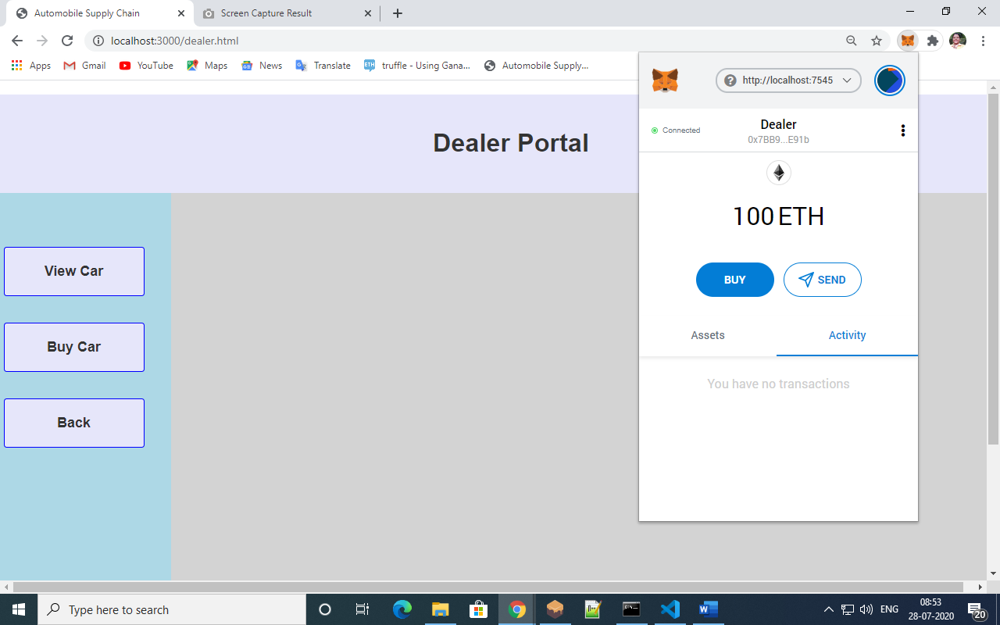 Automobile Supply Chain
Screen Capture Result
localhost:3000/dealer.html
Apps
Gmail
YouTube
Maps
News
Translate
ETH
truffle - Using Gana...
Automobile Supply...
Dealer Portal
View Car
Buy Car
Back
? http://localhost:7545
Connected
Dealer
0x7BB9...E91b
100 ETH
BUY
SEND
Assets
Activity
You have no transactions
Type here to search
ENG
08:53
28-07-2020
20